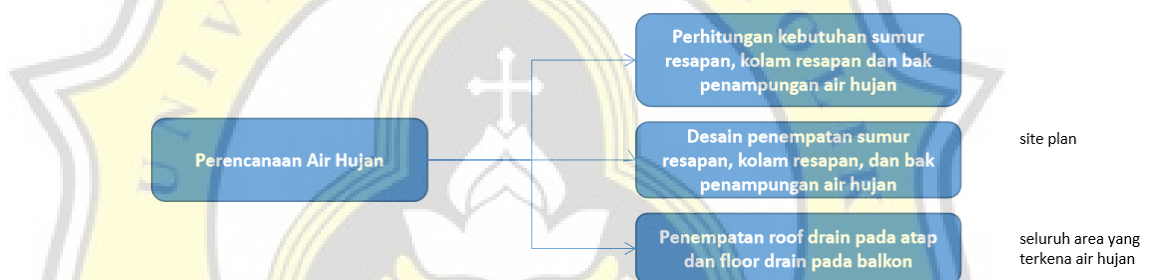 Perhitungan kebutuhan sumur
resapan, kolam resapan dan bak
penampungan air hujan
Perencanaan Air Hujan
Desain penempatan sumur
resapan, kolam resapan, dan bak
penampungan air hujan
site plan
Penempatan roof drain pada atap
dan floor drain pada balkon
seluruh area yang
terkena air hujan